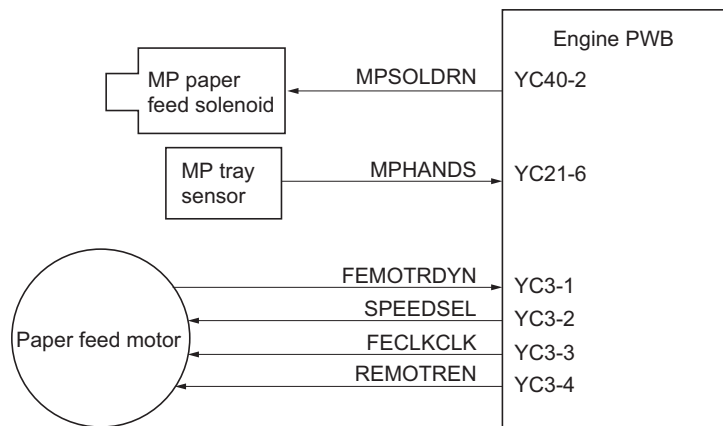 Engine PWB
MP paper
feed solenoid
MPSOLDRN
YC40-2
MP tray
sensor
MPHANDS
YC21-6
Paper feed motor
FEMOTRDYN
YC3-1
SPEEDSEL
YC3-2
FECLKCLK
YC3-3
REMOTREN
YC3-4